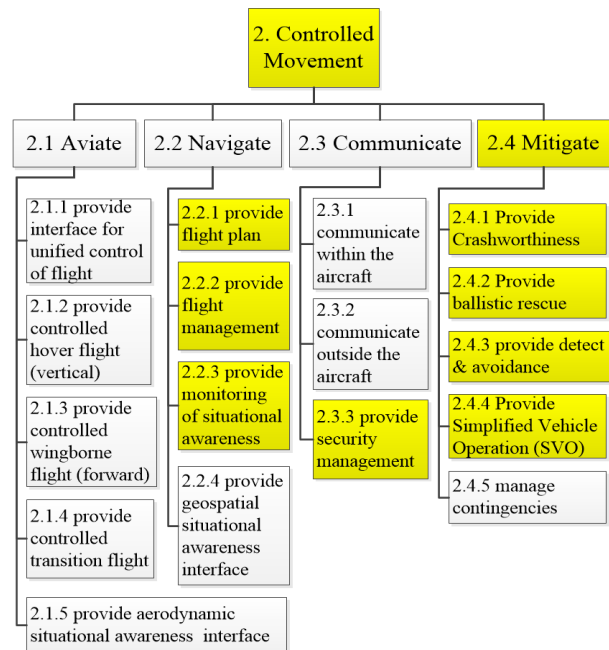 2. Controlled
Movement
2.1 Aviate
2.2 Navigate
2.3 Communicate
2.4 Mitigate
2.1.1 provide
interface for
unified control
of flight
2.1.2 provide
controlled
hover flight
(vertical)
2.1.3 provide
controlled
wingborne
flight (forward)
2.1.4 provide
controlled
transition flight
2.1.5 provide aerodynamic
situational awareness interface
2.2.1 provide
flight plan
2.2.2 provide
flight
management
2.2.3 provide
monitoring
of situational
awareness
2.2.4 provide
geospatial
situational
awareness
interface
2.3.1
communicate
within the
aircraft
2.3.2
communicate
outside the
aircraft
2.3.3 provide
security
management
2.4.1 Provide
Crashworthiness
2.4.2 Provide
ballistic rescue
2.4.3 provide detect
& avoidance
2.4.4 Provide
Simplified Vehicle
Operation (SVO)
2.4.5 manage
contingencies